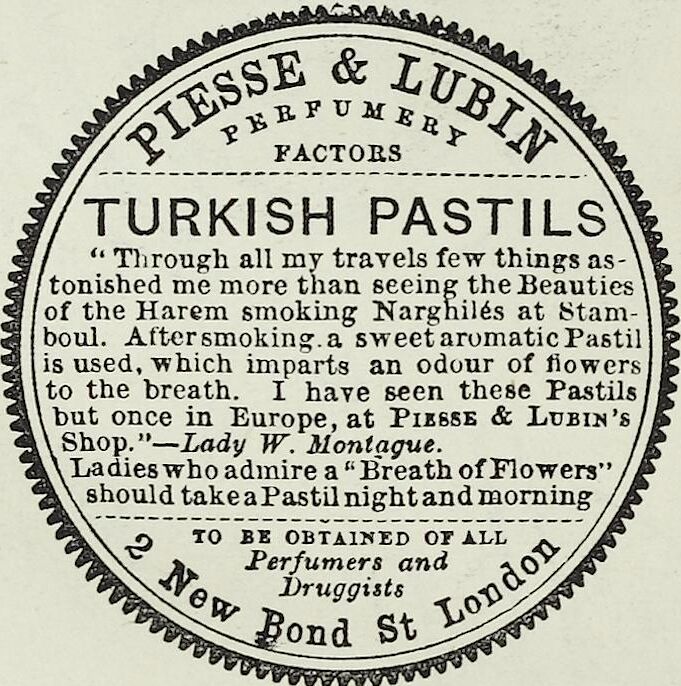 PIESSE & LUBIN
PERFUMERY
FACTORS
TURKISH PASTILS
"Through all my travels few things as-
tonished me more than seeing the Beauties
of the Harem smoking Narghilés at Stam-
boul. After smoking. a sweet aromatic Pastil
is used, which imparts an odour of flowers
to the breath. I have seen these Pastils
but once in Europe, at PIESSE & LUBIN'S
Shop."—Lady W. Montague.
Ladies who admire a "Breath of Flowers"
should take a Pastil night and morning
TO BE OBTAINED OF ALL
Perfumers and
Druggists
2 New Bond St London